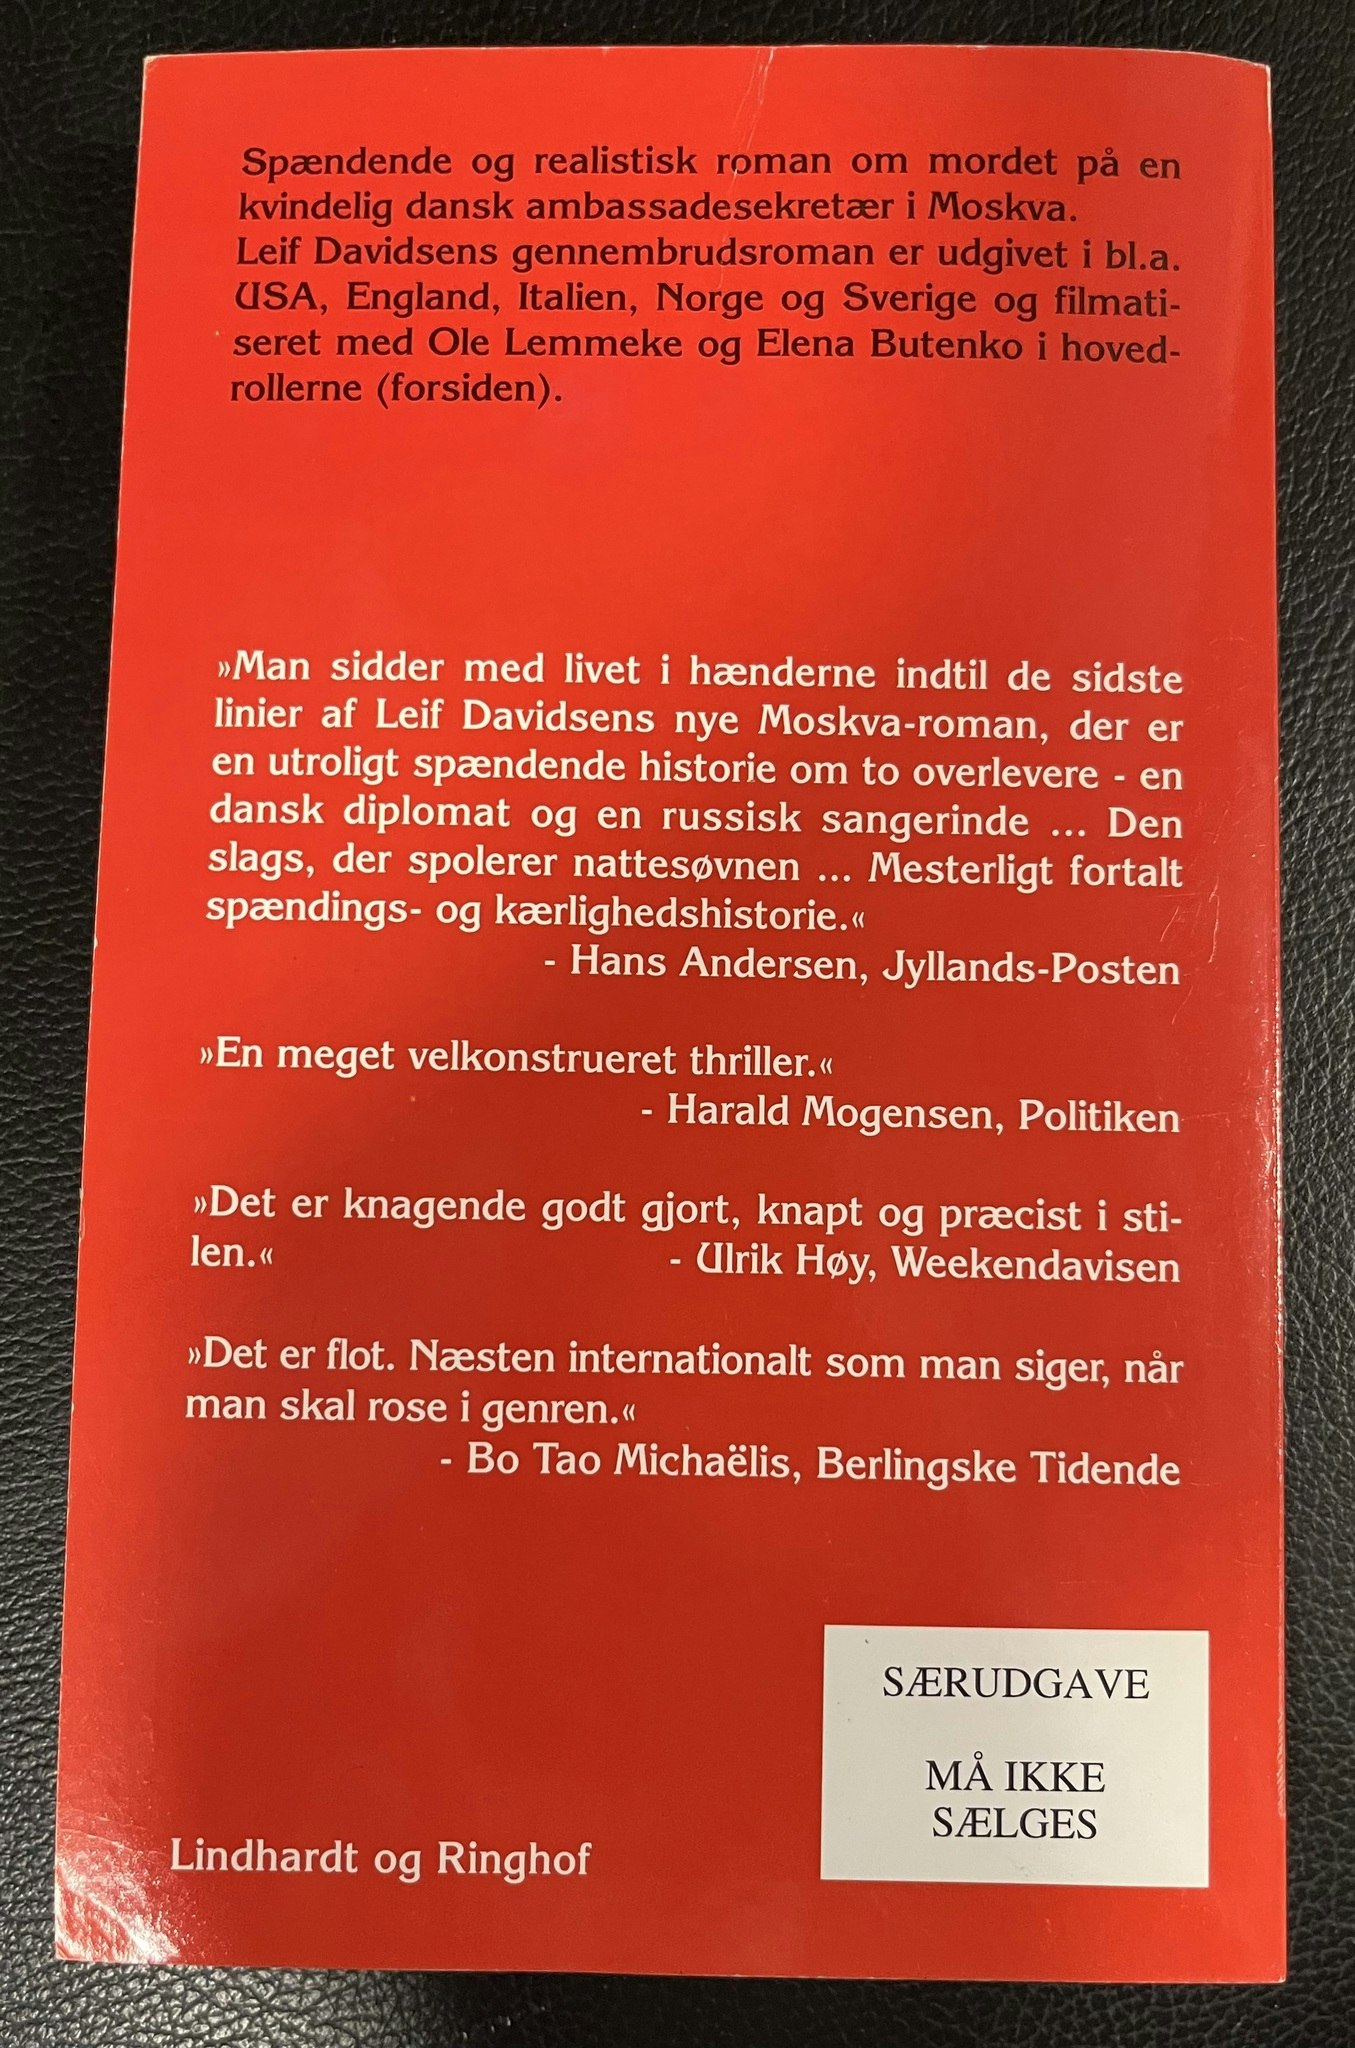 Spændende og realistisk roman om mordet på en
kvindelig dansk ambassadesekretær i Moskva.
Leif Davidsens gennembrudsroman er udgivet i bl.a.
USA, England, Italien, Norge og Sverige og filmati-
seret med Ole Lemmeke og Elena Butenko i hoved-
rollerne (forsiden).
»Man sidder med livet i hænderne indtil de sidste
linier af Leif Davidsens nye Moskva-roman, der er
en utroligt spændende historie om to overlevere - en
dansk diplomat og en russisk sangerinde ... Den
slags, der spolerer nattesøvnen ... Mesterligt fortalt
spændings- og kærlighedshistorie.«
- Hans Andersen, Jyllands-Posten
»En meget velkonstrueret thriller.«
- Harald Mogensen, Politiken
»Det er knagende godt gjort, knapt og præcist i sti-
len.« - Ulrik Høy, Weekendavisen
»Det er flot. Næsten internationalt som man siger, når
man skal rose i genren.«
- Bo Tao Michaëlis, Berlingske Tidende
SÆRUDGAVE
MÅ IKKE
SÆLGES
Lindhardt og Ringhof